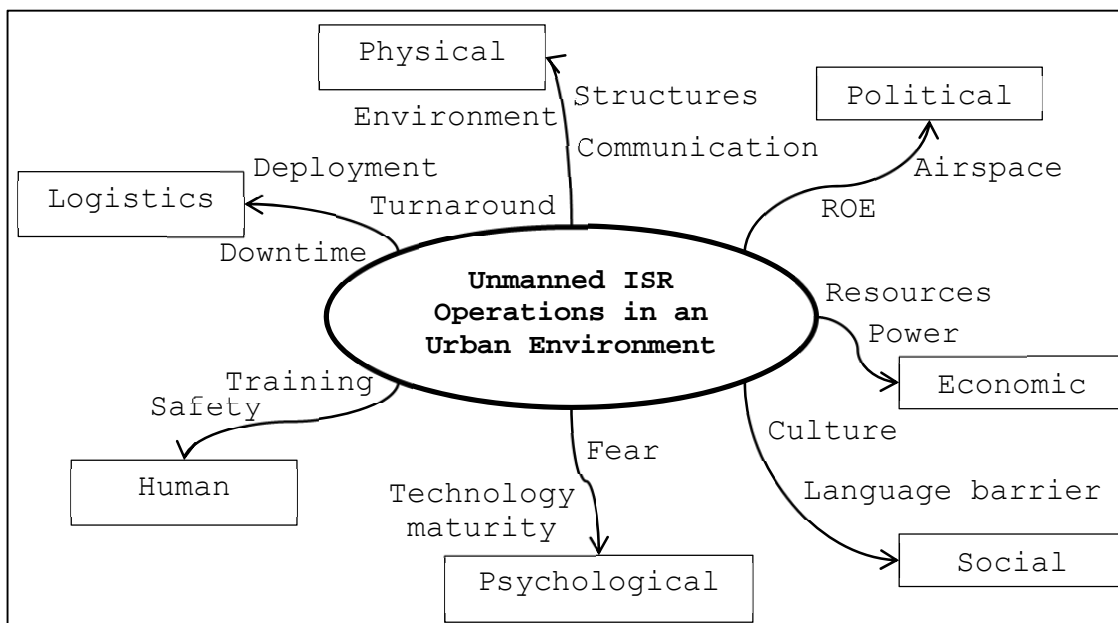 Physical
Structures
Environment
Communication
Political
Airspace
ROE
Deployment
Logistics
Turnaround
Downtime
Unmanned ISR
Operations in an
Urban Environment
Resources
Power
Economic
Training
Safety
Human
Fear
Technology
maturity
Psychological
Culture
Language barrier
Social